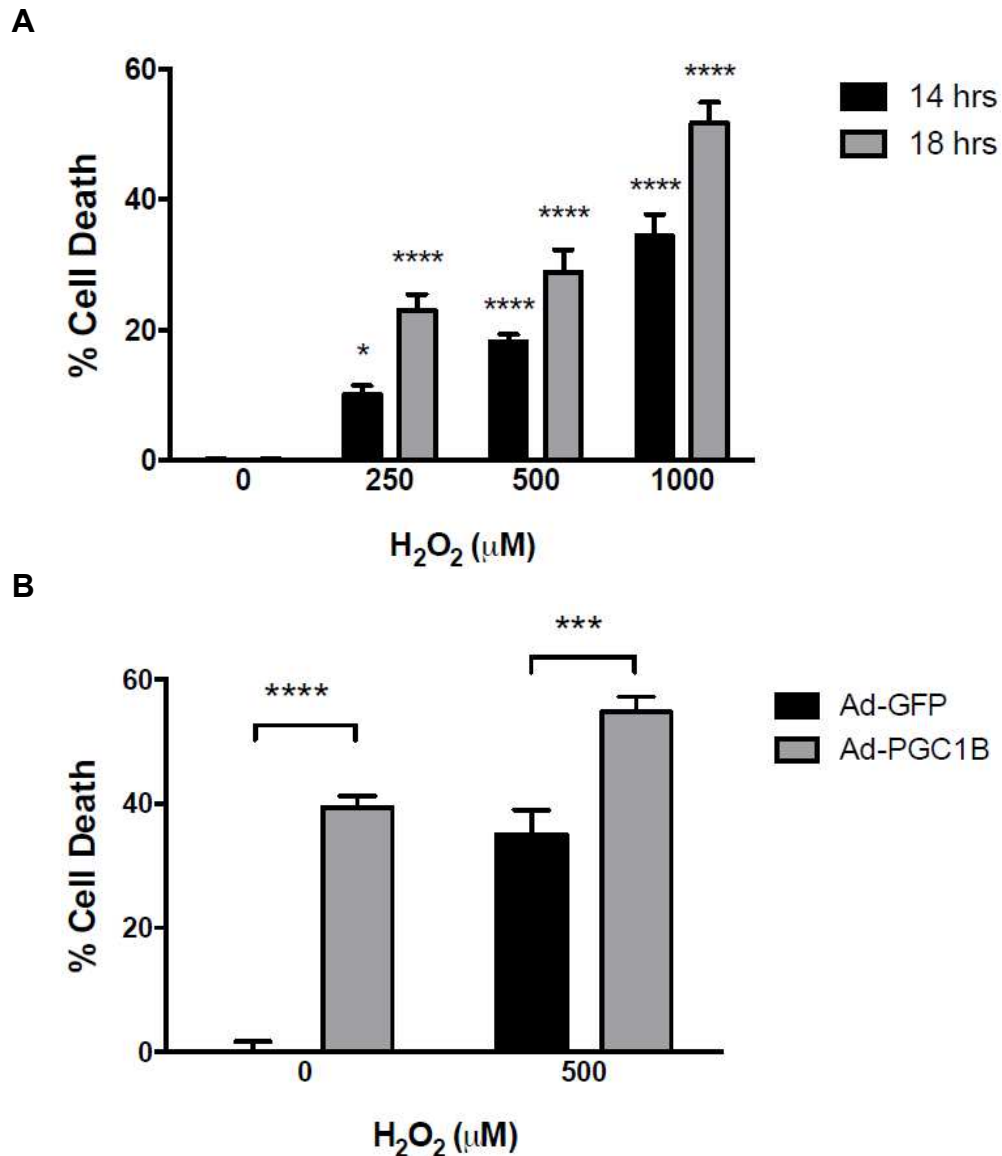 A
60
40
20
0
% Cell Death
****
****
****
****
****
*
14 hrs
18 hrs
0 250 500 1000
H₂O₂ (μM)
B
60
40
20
0
% Cell Death
****
***
Ad-GFP
Ad-PGC1B
0 500
H₂O₂ (μM)